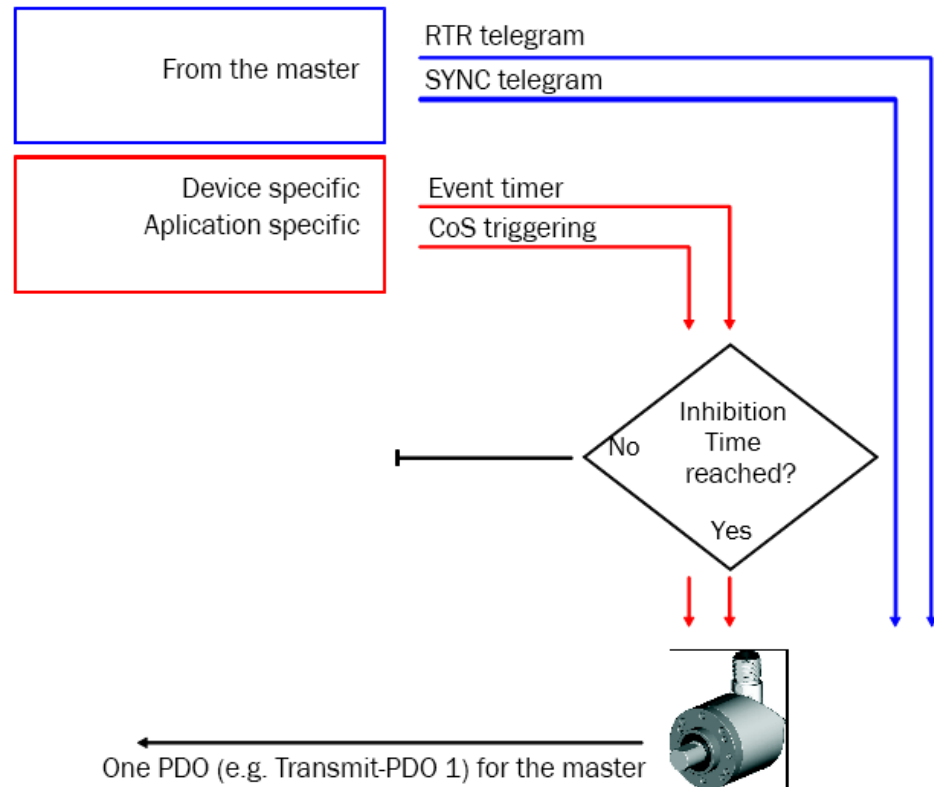 From the master
RTR telegram
SYNC telegram
Device specific
Aplication specific
Event timer
CoS triggering
Inhibition
Time
reached?
No
Yes
One PDO (e.g. Transmit-PDO 1) for the master